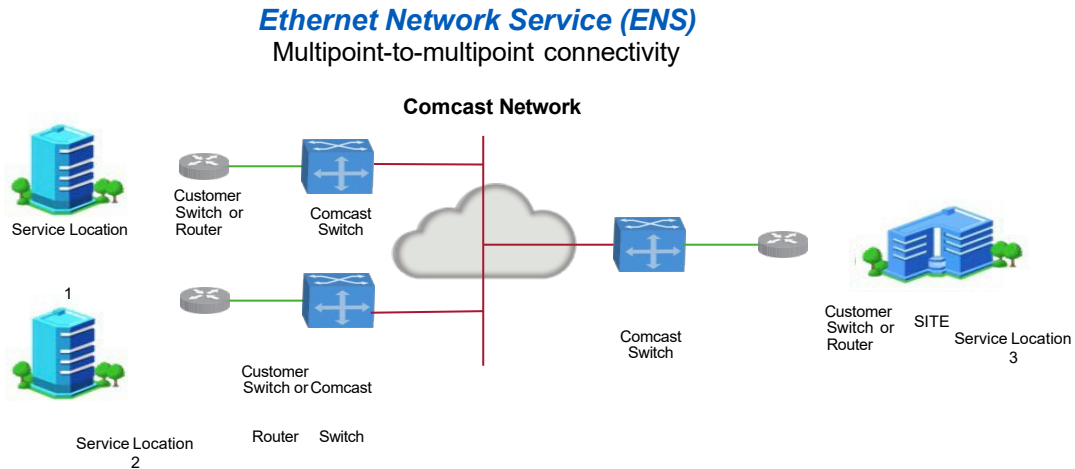 Ethernet Network Service (ENS)
Multipoint-to-multipoint connectivity
Comcast Network
Customer
Switch or
Router
Comcast
Switch
Service Location
1
Customer
Switch or Comcast
Router Switch
Service Location
2
Comcast
Switch
Customer
Switch or
Router
SITE
Service Location
3